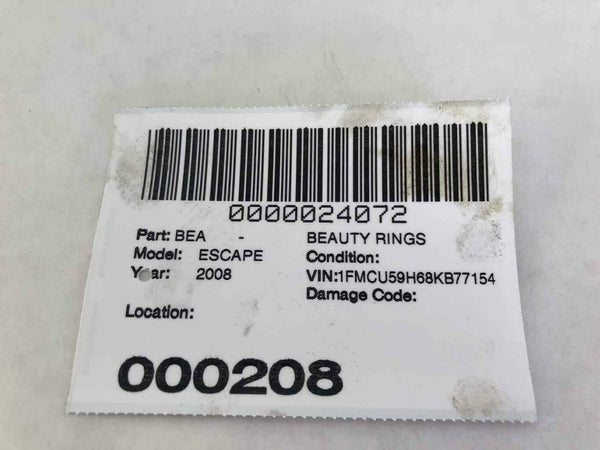 0000024072
Part: BEA - BEAUTY RINGS
Model: ESCAPE Condition:
Year: 2008 VIN:1FMCU59H68KB77154
Damage Code:
Location:
000208